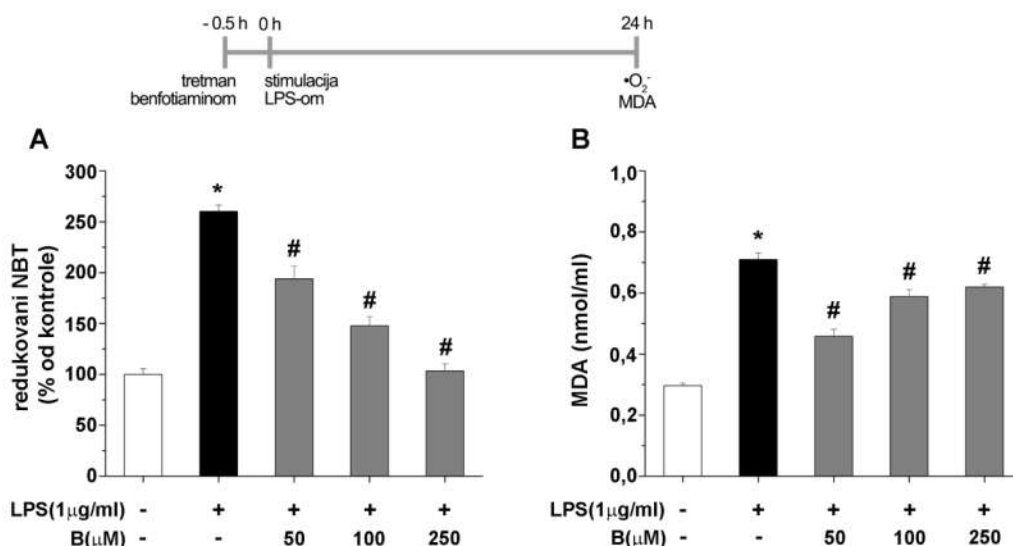 - 0.5 h 0 h 24 h
tretman stimulacija •O₂⁻
benfotiaminom LPS-om MDA
A
redukovani NBT
(% od kontrole)
300
250
200
150
100
50
0
* # # #
LPS(1μg/ml) - + + + +
B(μM) - - 50 100 250
B
MDA (nmol/ml)
1,0
0,8
0,6
0,4
0,2
0,0
* # # #
LPS(1μg/ml) - + + + +
B(μM) - - 50 100 250